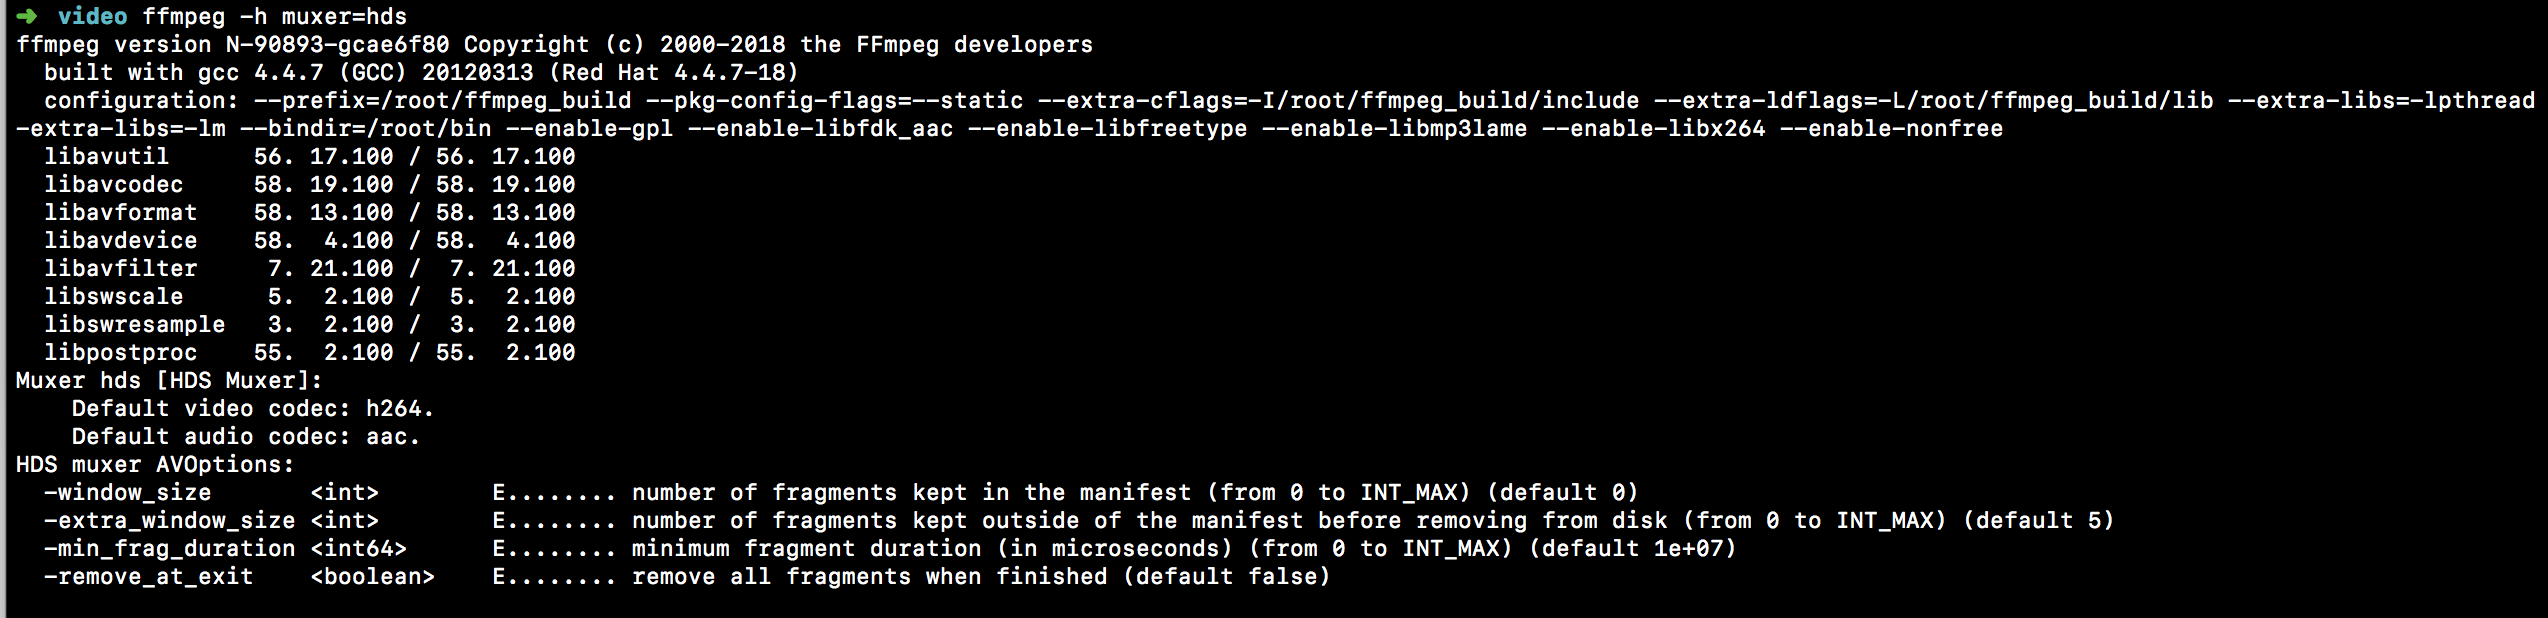 ➜  video ffmpeg -h muxer=hds
ffmpeg version N-90893-gcae6f80 Copyright (c) 2000-2018 the FFmpeg developers
  built with gcc 4.4.7 (GCC) 20120313 (Red Hat 4.4.7-18)
  configuration: --prefix=/root/ffmpeg_build --pkg-config-flags=--static --extra-cflags=-I/root/ffmpeg_build/include --extra-ldflags=-L/root/ffmpeg_build/lib --extra-libs=-lpthread
-extra-libs=-lm --bindir=/root/bin --enable-gpl --enable-libfdk_aac --enable-libfreetype --enable-libmp3lame --enable-libx264 --enable-nonfree
  libavutil      56. 17.100 / 56. 17.100
  libavcodec     58. 19.100 / 58. 19.100
  libavformat    58. 13.100 / 58. 13.100
  libavdevice    58.  4.100 / 58.  4.100
  libavfilter     7. 21.100 /  7. 21.100
  libswscale      5.  2.100 /  5.  2.100
  libswresample   3.  2.100 /  3.  2.100
  libpostproc    55.  2.100 / 55.  2.100
Muxer hds [HDS Muxer]:
    Default video codec: h264.
    Default audio codec: aac.
HDS muxer AVOptions:
  -window_size       <int>        E........ number of fragments kept in the manifest (from 0 to INT_MAX) (default 0)
  -extra_window_size <int>        E........ number of fragments kept outside of the manifest before removing from disk (from 0 to INT_MAX) (default 5)
  -min_frag_duration <int64>      E........ minimum fragment duration (in microseconds) (from 0 to INT_MAX) (default 1e+07)
  -remove_at_exit    <boolean>    E........ remove all fragments when finished (default false)